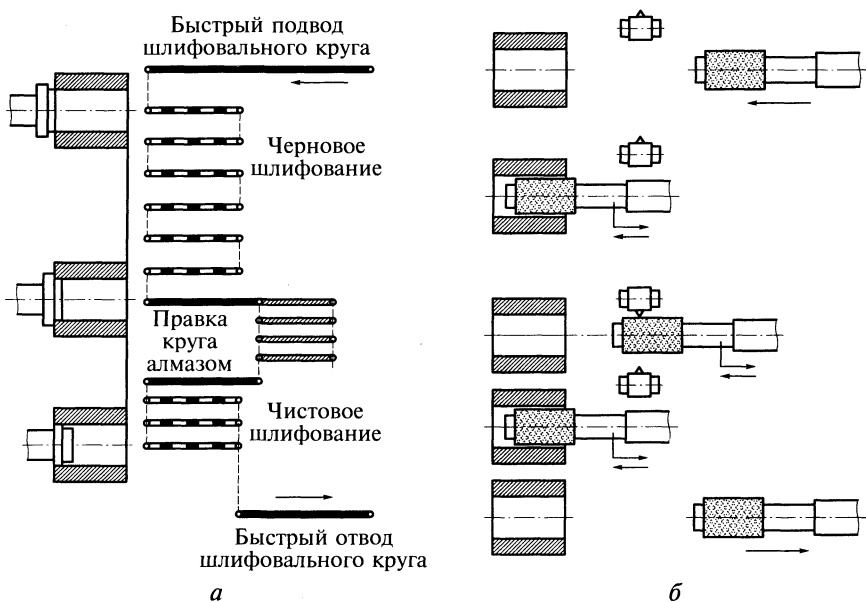 Быстрый подвод
шлифовального круга
Черновое
шлифование
Правка
круга
алмазом
Чистовое
шлифование
Быстрый отвод
шлифовального круга
а
б